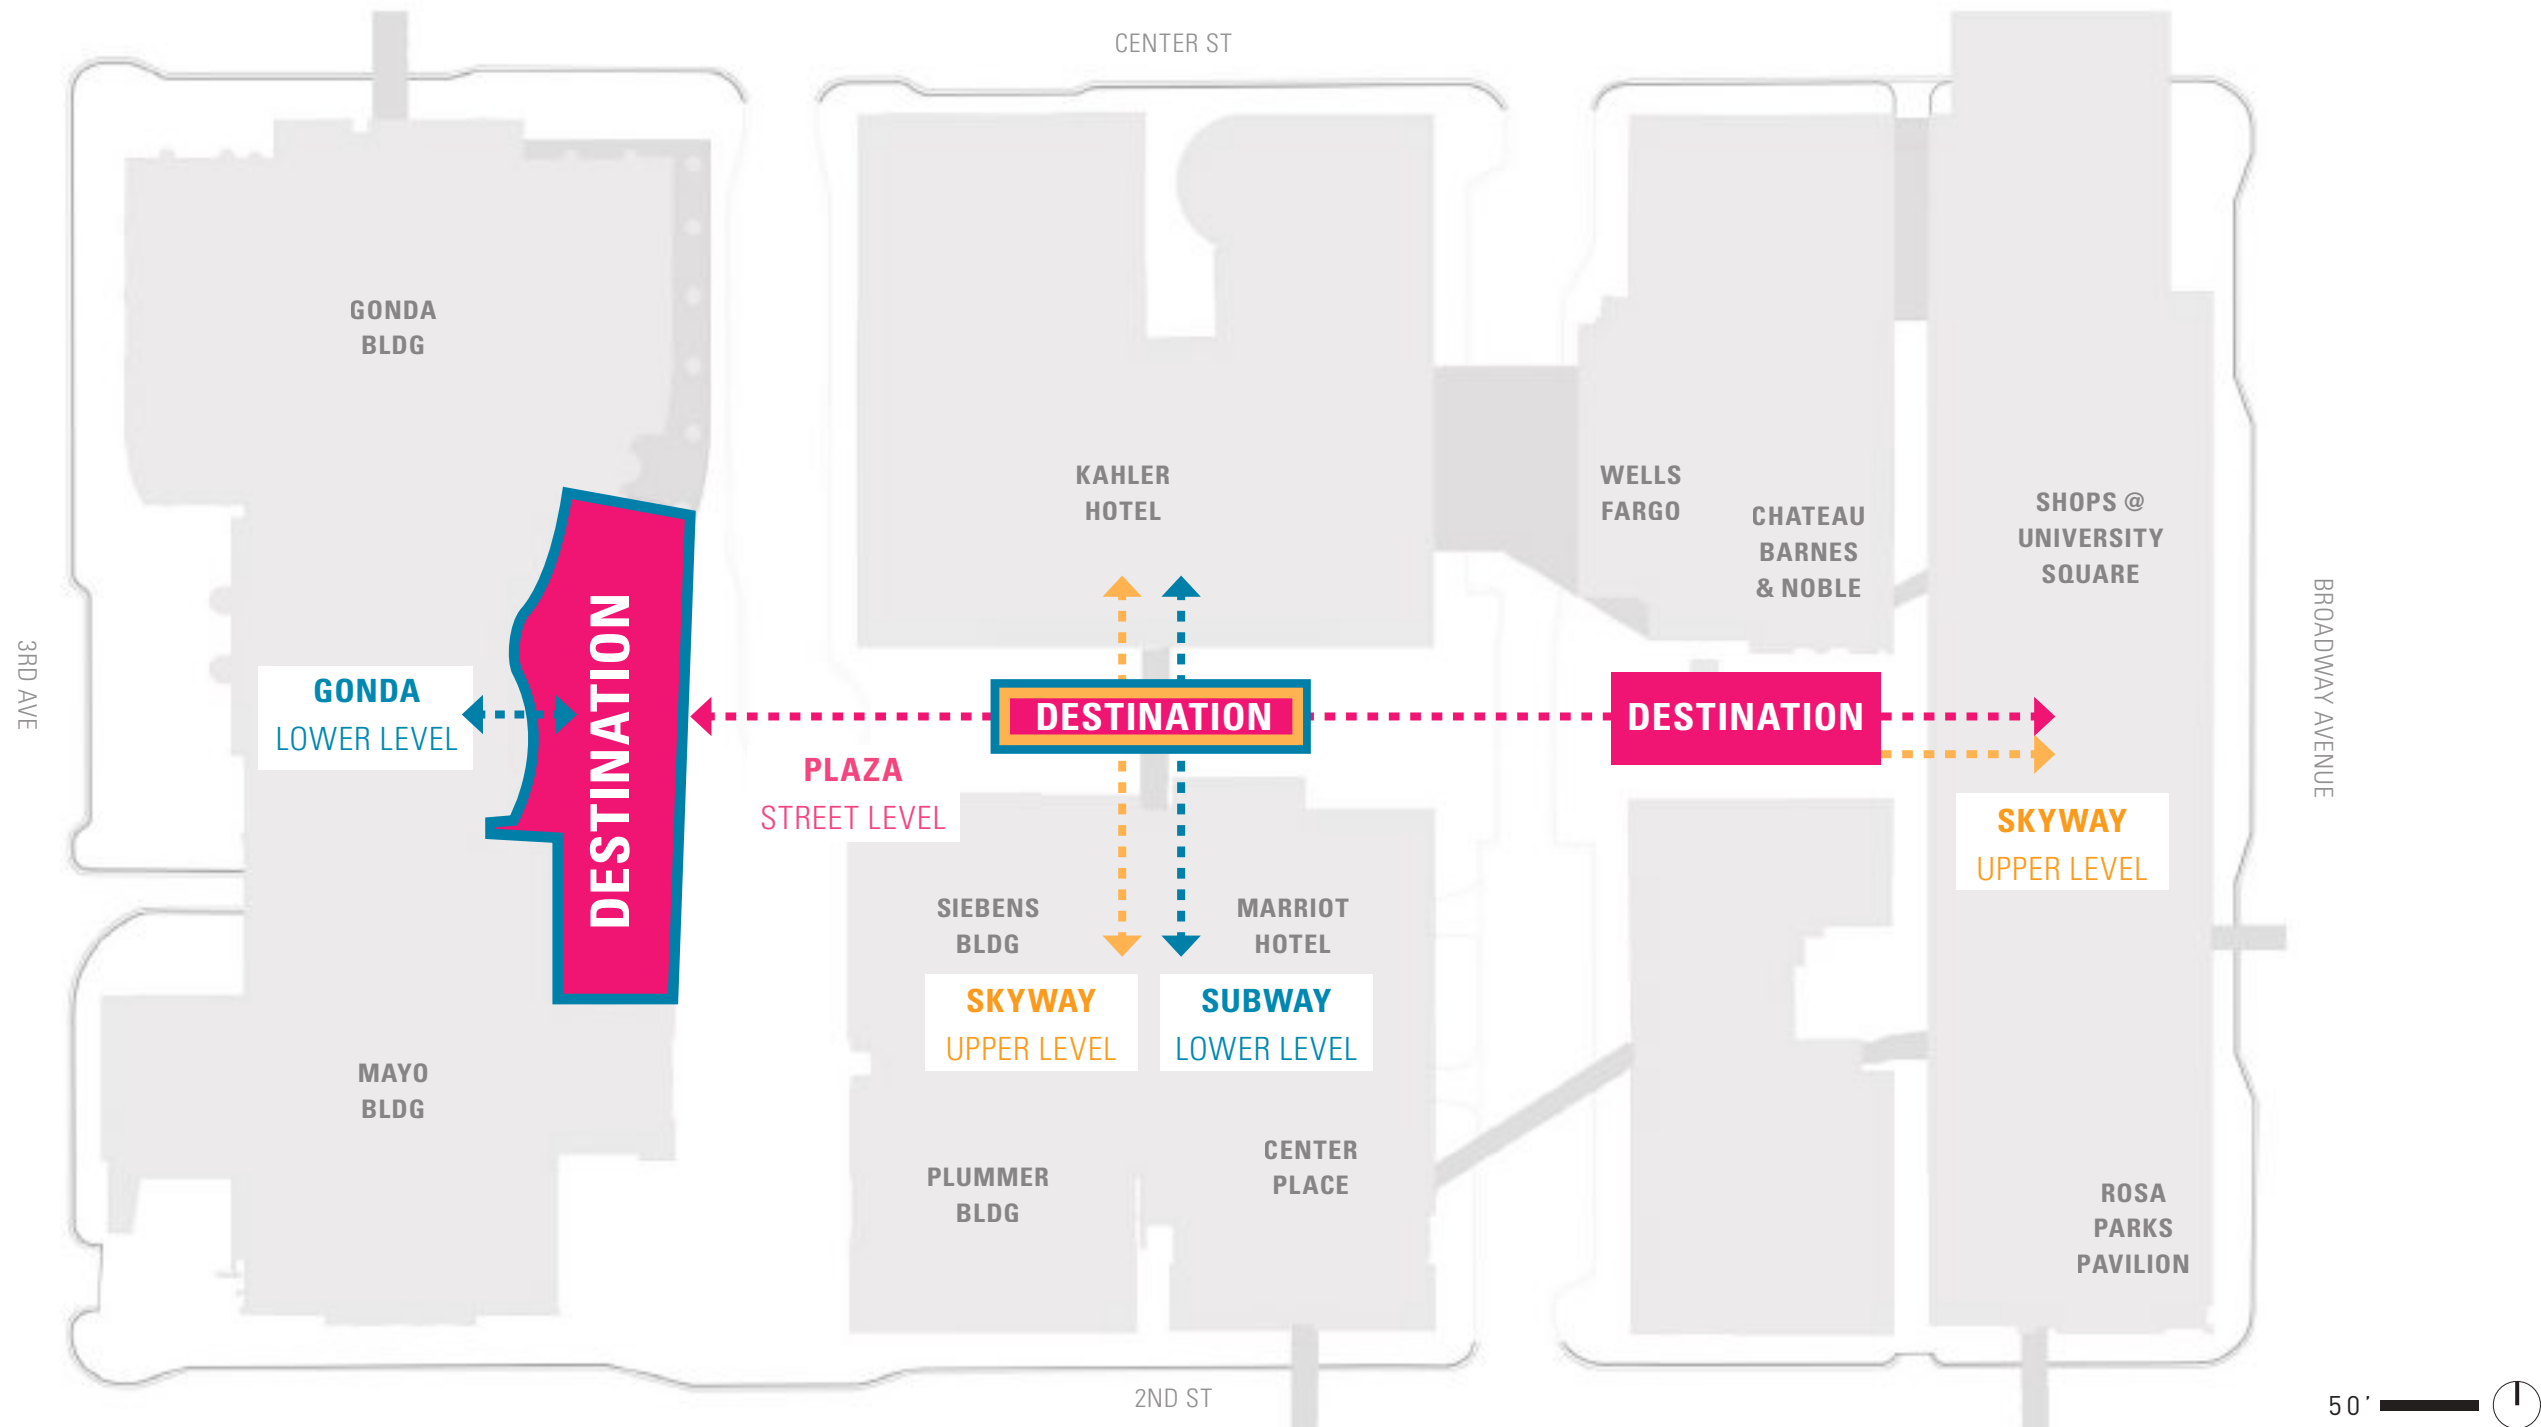 CENTER ST
GONDA
BLDG
KAHLER
HOTEL
WELLS
FARGO
CHATEAU
BARNES
& NOBLE
SHOPS @
UNIVERSITY
SQUARE
3RD AVE
BROADWAY AVENUE
GONDA
LOWER LEVEL
DESTINATION
DESTINATION
DESTINATION
PLAZA
STREET LEVEL
SKYWAY
UPPER LEVEL
SIEBENS
BLDG
MARRIOT
HOTEL
SKYWAY
UPPER LEVEL
SUBWAY
LOWER LEVEL
MAYO
BLDG
PLUMMER
BLDG
CENTER
PLACE
ROSA
PARKS
PAVILION
2ND ST
50'